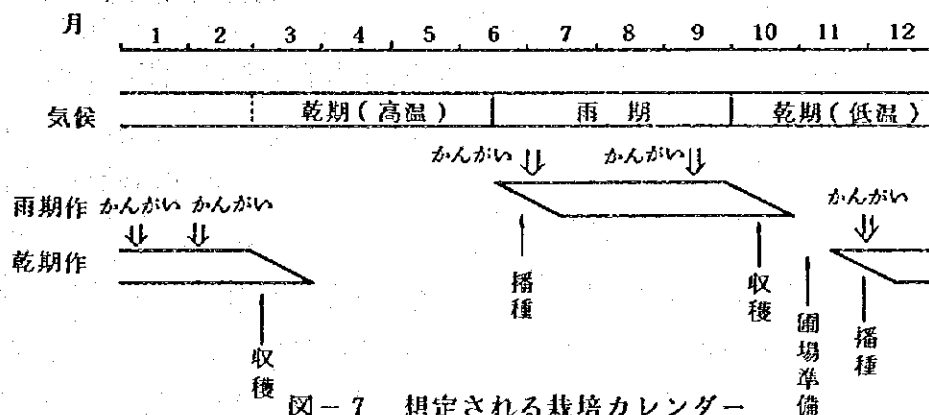 月 1 2 3 4 5 6 7 8 9 10 11 12
気候 乾期(高温) 雨期 乾期(低温)
かんがい かんがい
雨期作 かんがい かんがい かんがい
乾期作
播種 収穫 圃場準備 播種
収穫
図-7 想定される栽培カレンダー